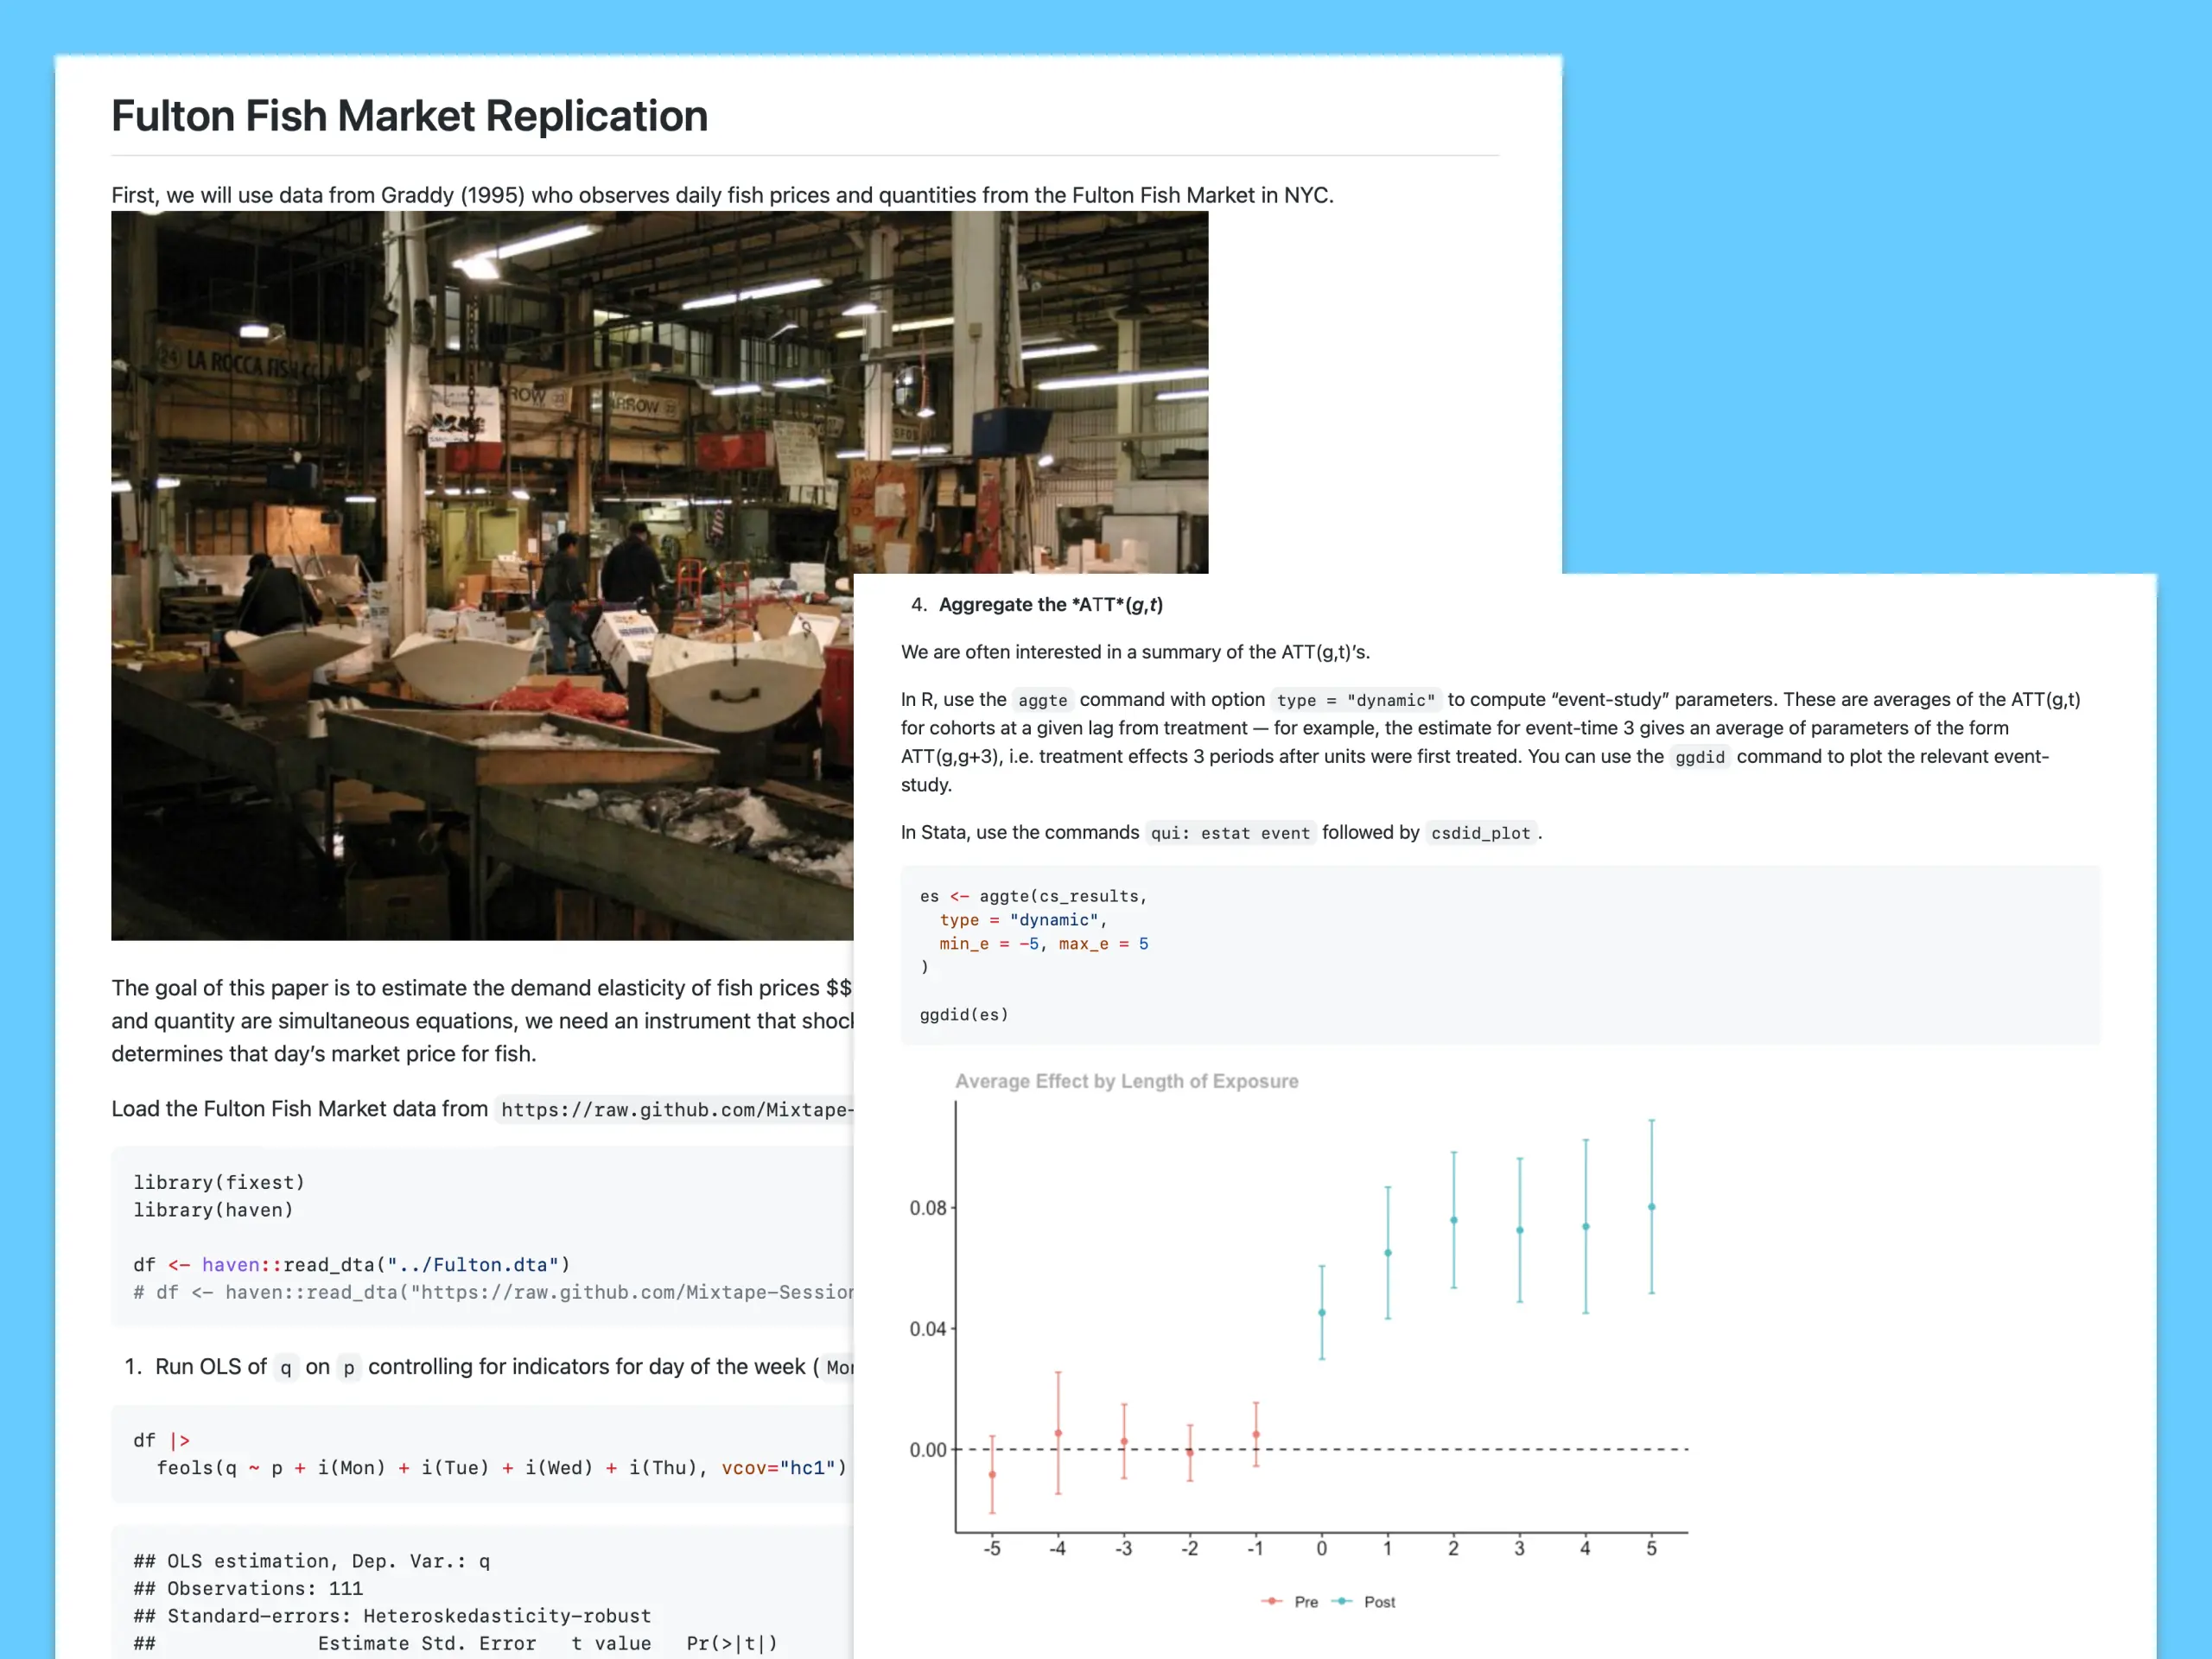 Fulton Fish Market Replication
First, we will use data from Graddy (1995) who observes daily fish prices and quantities from the Fulton Fish Market in NYC.
24 LA ROCCA FISH CO
ROW 23
ARROW 23
The goal of this paper is to estimate the demand elasticity of fish prices $$
and quantity are simultaneous equations, we need an instrument that
determines that day’s market price for fish.
Load the Fulton Fish Market data from https://raw.github.com/Mixtape-
library(fixest)
library(haven)
df <- haven::read_dta("../Fulton.dta")
# df <- haven::read_dta("https://raw.github.com/Mixtape-Session
1. Run OLS of q on p controlling for indicators for day of the week ( Mon
df |>
feols(q ~ p + i(Mon) + i(Tue) + i(Wed) + i(Thu), vcov="hc1")
## OLS estimation, Dep. Var.: q
## Observations: 111
## Standard-errors: Heteroskedasticity-robust
## Estimate Std. Error t value Pr(>|t|)
4. Aggregate the *ATT*(g,t)
We are often interested in a summary of the ATT(g,t)’s.
In R, use the aggte command with option type = "dynamic" to compute “event-study” parameters. These are averages of the ATT(g,t)
for cohorts at a given lag from treatment — for example, the estimate for event-time 3 gives an average of parameters of the form
ATT(g,g+3), i.e. treatment effects 3 periods after units were first treated. You can use the ggdid command to plot the relevant event-
study.
In Stata, use the commands qui: estat event followed by csdid_plot .
es <- aggte(cs_results,
type = "dynamic",
min_e = -5, max_e = 5
)
ggdid(es)
Average Effect by Length of Exposure
0.08
0.04
0.00
-5 -4 -3 -2 -1 0 1 2 3 4 5
Pre Post